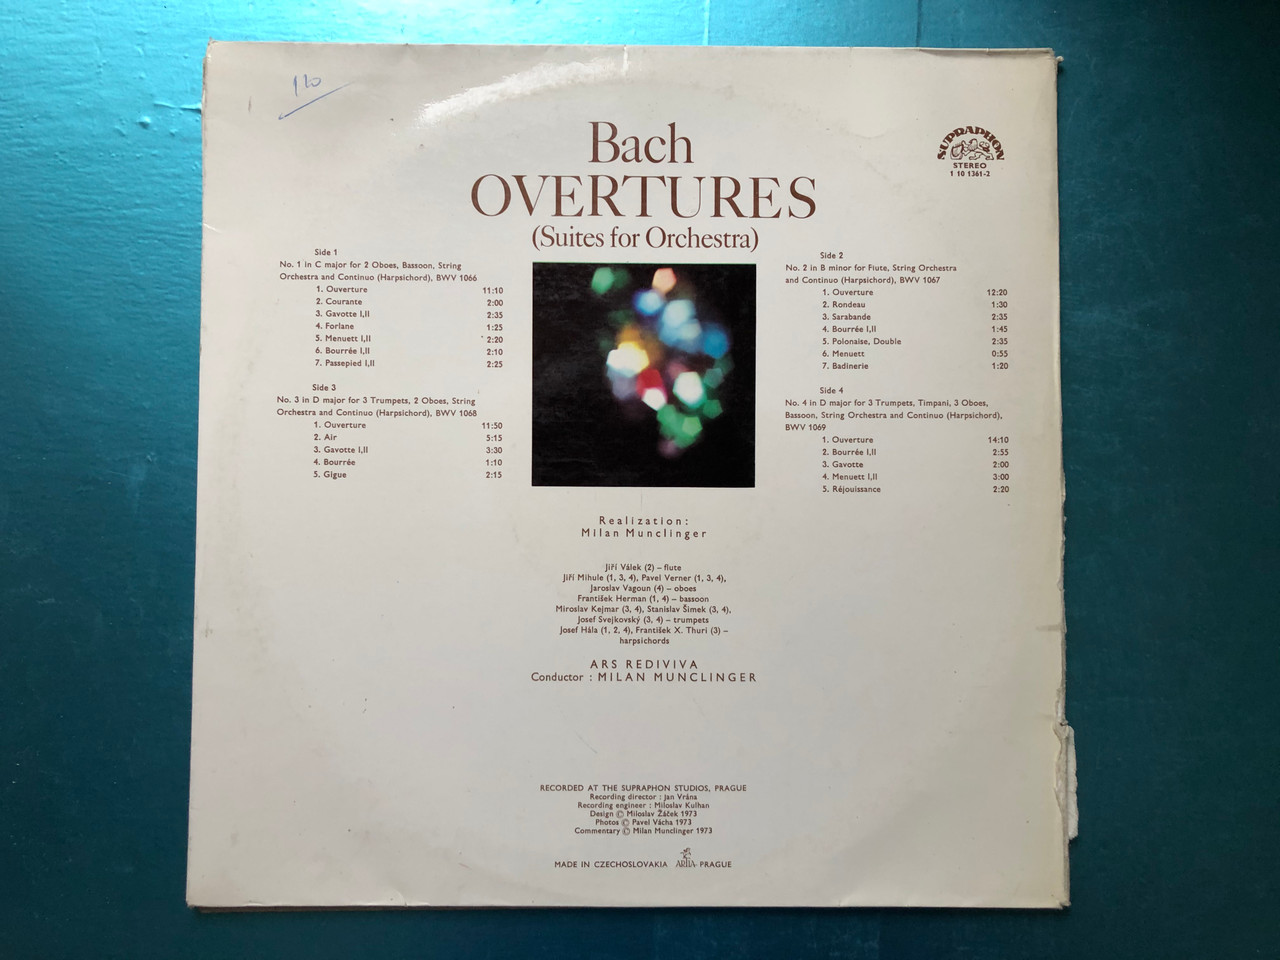 110
Bach
OVERTURES
(Suites for Orchestra)
SUPRAPHON
STEREO
1 10 1361-2
Side 1
No. 1 in C major for 2 Oboes, Bassoon, String
Orchestra and Continuo (Harpsichord), BWV 1066
1. Ouverture 11:10
2. Courante 2:00
3. Gavotte I,II 2:35
4. Forlane 1:25
5. Menuett I,II 2:20
6. Bourrée I,II 2:10
7. Passepied I,II 2:25
Side 2
No. 2 in B minor for Flute, String Orchestra
and Continuo (Harpsichord), BWV 1067
1. Ouverture 12:20
2. Rondeau 1:30
3. Sarabande 2:35
4. Bourrée I,II 1:45
5. Polonaise, Double 2:35
6. Menuett 0:55
7. Badinerie 1:20
Side 3
No. 3 in D major for 3 Trumpets, 2 Oboes, String
Orchestra and Continuo (Harpsichord), BWV 1068
1. Ouverture 11:50
2. Air 5:15
3. Gavotte I,II 3:30
4. Bourrée 1:10
5. Gigue 2:15
Side 4
No. 4 in D major for 3 Trumpets, Timpani, 3 Oboes,
Bassoon, String Orchestra and Continuo (Harpsichord),
BWV 1069
1. Ouverture 14:10
2. Bourrée I,II 2:55
3. Gavotte 2:00
4. Menuett I,II 3:00
5. Réjouissance 2:20
Realization:
Milan Munclinger
Jiří Válek (2) – flute
Jiří Mihule (1, 3, 4), Pavel Verner (1, 3, 4),
Jaroslav Vagoun (4) – oboes
František Herman (1, 4) – bassoon
Miroslav Kejmar (3, 4), Stanislav Šimek (3, 4),
Josef Svejkovský (3, 4) – trumpets
Josef Hála (1, 2, 4), František X. Thuri (3) –
harpsichords
ARS REDIVIVA
Conductor : MILAN MUNCLINGER
RECORDED AT THE SUPRAPHON STUDIOS, PRAGUE
Recording director : Jan Vrána
Recording engineer : Miloslav Kulhan
Design © Miloslav Žáček 1973
Photos © Pavel Vácha 1973
Commentary © Milan Munclinger 1973
MADE IN CZECHOSLOVAKIA ARTIA PRAGUE